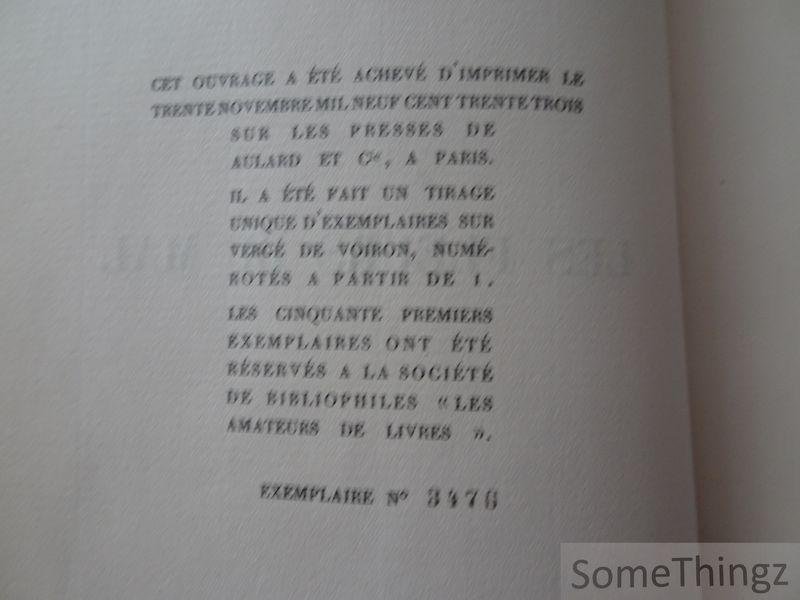 CET OUVRAGE A ÉTÉ ACHEVÉ D'IMPRIMER LE
TRENTE NOVEMBRE MIL NEUF CENT TRENTE TROIS
SUR LES PRESSES DE
AULARD ET Cie, A PARIS.
IL A ÉTÉ FAIT UN TIRAGE
UNIQUE D'EXEMPLAIRES SUR
VERGÉ DE VOIRON, NUMÉ-
ROTÉS A PARTIR DE 1.
LES CINQUANTE PREMIERS
EXEMPLAIRES ONT ÉTÉ
RÉSERVÉS A LA SOCIÉTÉ
DE BIBLIOPHILES « LES
AMATEURS DE LIVRES ».
EXEMPLAIRE No 3476
SomeThingz